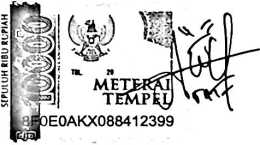 SEPULUH RIBU RUPIAH
10000
TGL. 20
METERAI
TEMPEL
8F0E0AKX088412399